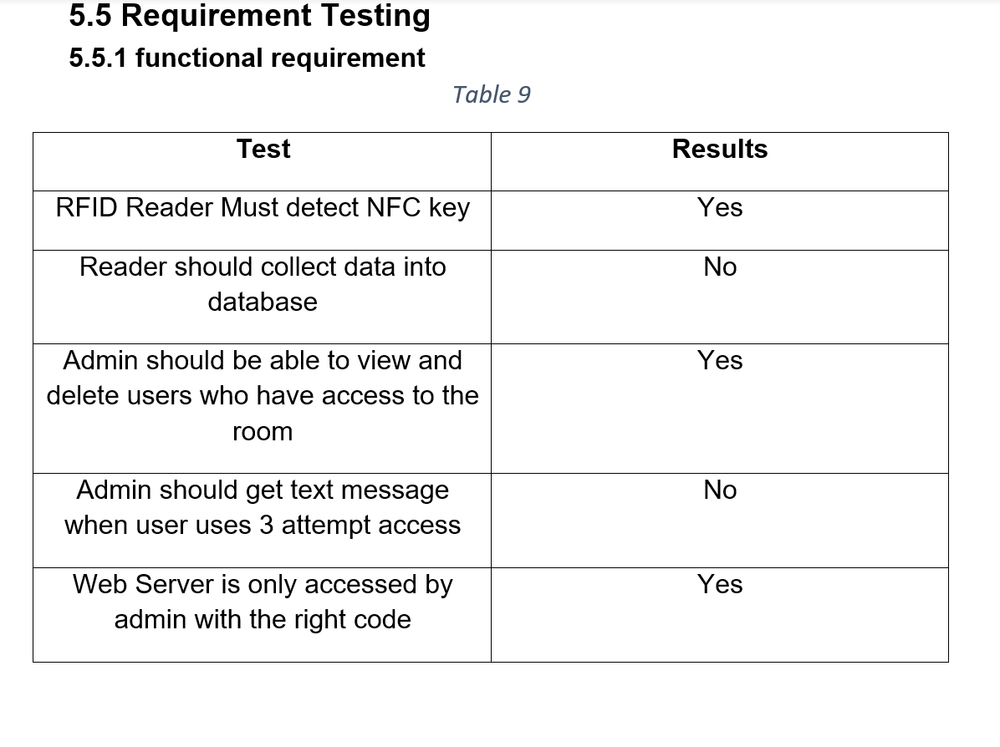 5.5 Requirement Testing
5.5.1 functional requirement
Table 9
Test
Results
RFID Reader Must detect NFC key
Yes
Reader should collect data into
database
No
Admin should be able to view and
delete users who have access to the
room
Yes
Admin should get text message
when user uses 3 attempt access
No
Web Server is only accessed by
admin with the right code
Yes